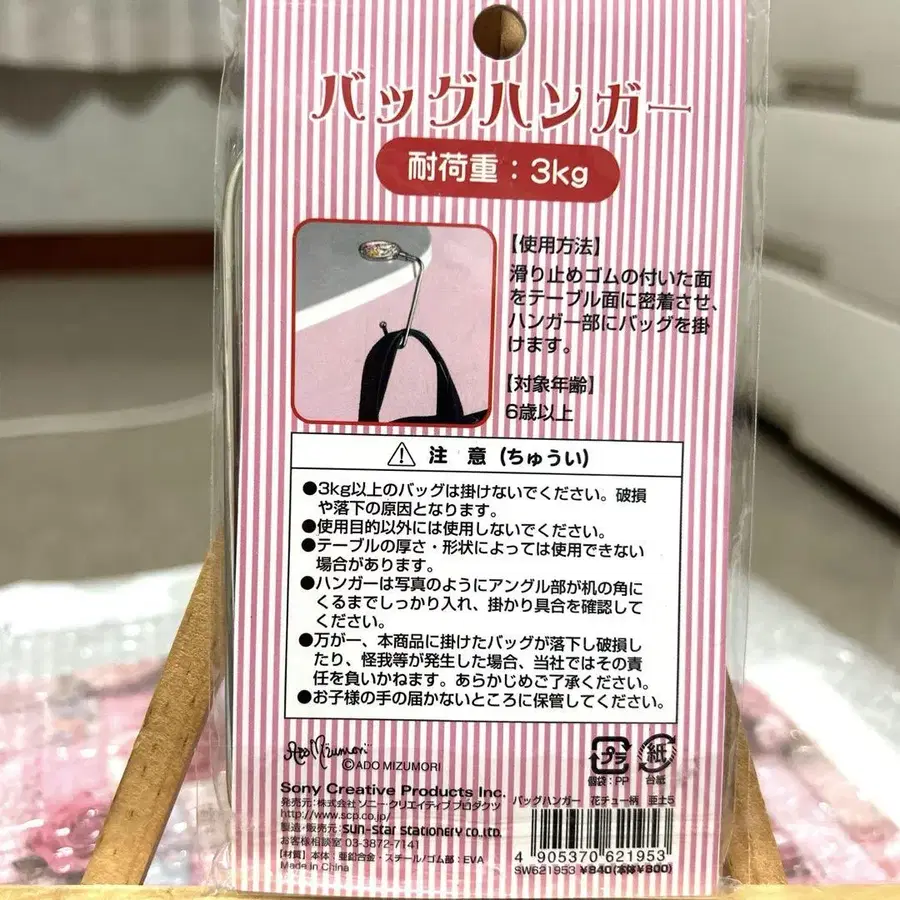 バッグハンガー
耐荷重：3kg
【使用方法】
滑り止めゴムの付いた面
をテーブル面に密着させ、
ハンガー部にバッグを掛
けます。
【対象年齢】
6歳以上
注 意（ちゅうい）
●3kg以上のバッグは掛けないでください。破損
や落下の原因となります。
●使用目的以外には使用しないでください。
●テーブルの厚さ・形状によっては使用できない
場合があります。
●ハンガーは写真のようにアングル部が机の角に
くるまでしっかり入れ、掛かり具合を確認して
ください。
●万が一、本商品に掛けたバッグが落下し破損し
たり、怪我等が発生した場合、当社ではその責
任を負いかねます。あらかじめご了承ください。
●お子様の手の届かないところに保管してください。
Ado Mizumori
©ADO MIZUMORI
プラ
個袋：PP
紙
台紙
Sony Creative Products Inc.
発売元：株式会社 ソニー・クリエイティブ プロダクツ
http://www.scp.co.jp/
製造・販売元：SUN-STAR STATIONERY CO.,LTD.
お客様相談室 03-3872-7141
【材質】本体：亜鉛合金・スチール/ゴム部：EVA
Made in China
バッグハンガー 花チュー柄 亜土5
4 905370 621953
SW621953 ¥840(本体¥800)